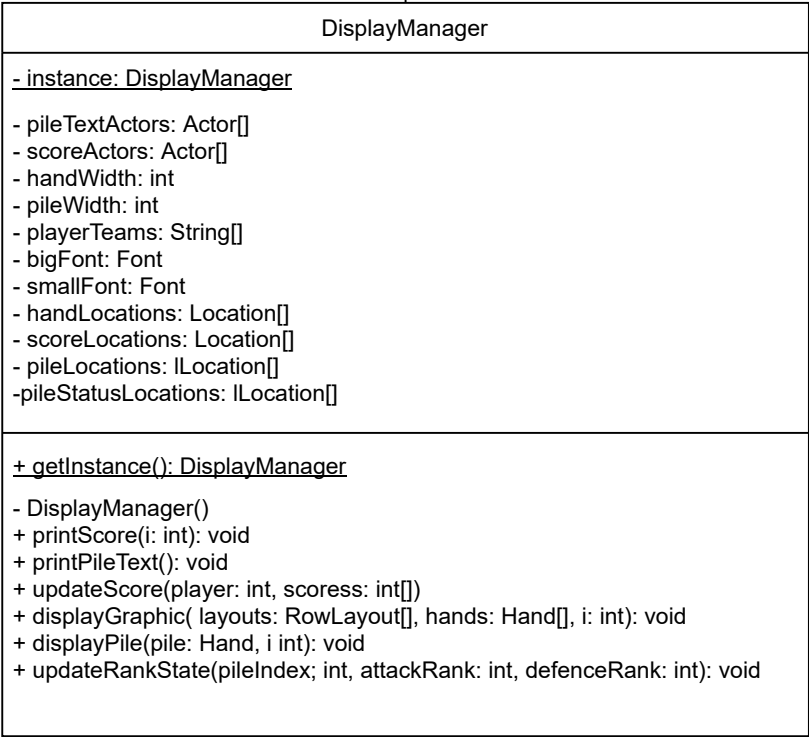 DisplayManager
- instance: DisplayManager
- pileTextActors: Actor[]
- scoreActors: Actor[]
- handWidth: int
- pileWidth: int
- playerTeams: String[]
- bigFont: Font
- smallFont: Font
- handLocations: Location[]
- scoreLocations: Location[]
- pileLocations: lLocation[]
-pileStatusLocations: lLocation[]
+ getInstance(): DisplayManager
- DisplayManager()
+ printScore(i: int): void
+ printPileText(): void
+ updateScore(player: int, scoress: int[])
+ displayGraphic( layouts: RowLayout[], hands: Hand[], i: int): void
+ displayPile(pile: Hand, i int): void
+ updateRankState(pileIndex; int, attackRank: int, defenceRank: int): void